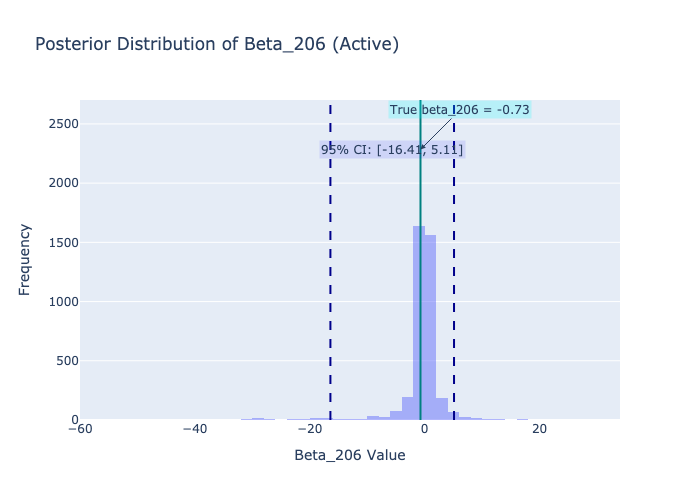 Posterior Distribution of Beta_206 (Active)
True beta_206 = -0.73
95% CI: [-16.41, 5.11]
2500
2000
1500
1000
500
0
Frequency
−60
−40
−20
0
20
Beta_206 Value